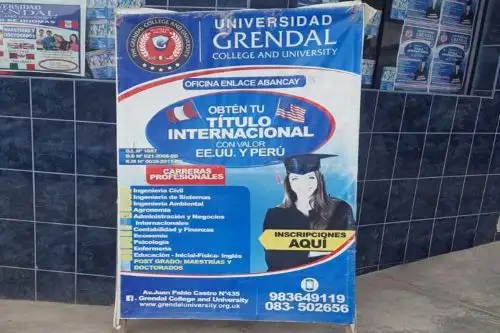 UNIVERSIDAD
GRENDAL
COLLEGE AND UNIVERSITY
OFICINA ENLACE ABANCAY
OBTÉN TU
TÍTULO
INTERNACIONAL
CON VALOR
EE.UU. Y PERÚ
CARRERAS
PROFESIONALES
Ingeniería Civil
Ingeniería de Sistemas
Ingeniería Ambiental
Agronomía
Administración y Negocios
Internacionales
Contabilidad y Finanzas
Economía
Psicología
Enfermería
Educación - Inicial-Física- Inglés
POST GRADO: MAESTRÍAS Y
DOCTORADOS
INSCRIPCIONES
AQUÍ
Av.Juan Pablo Castro Nº435
- Grendal College and University
www.grendaluniversity.org.uk
983649119
083- 502656